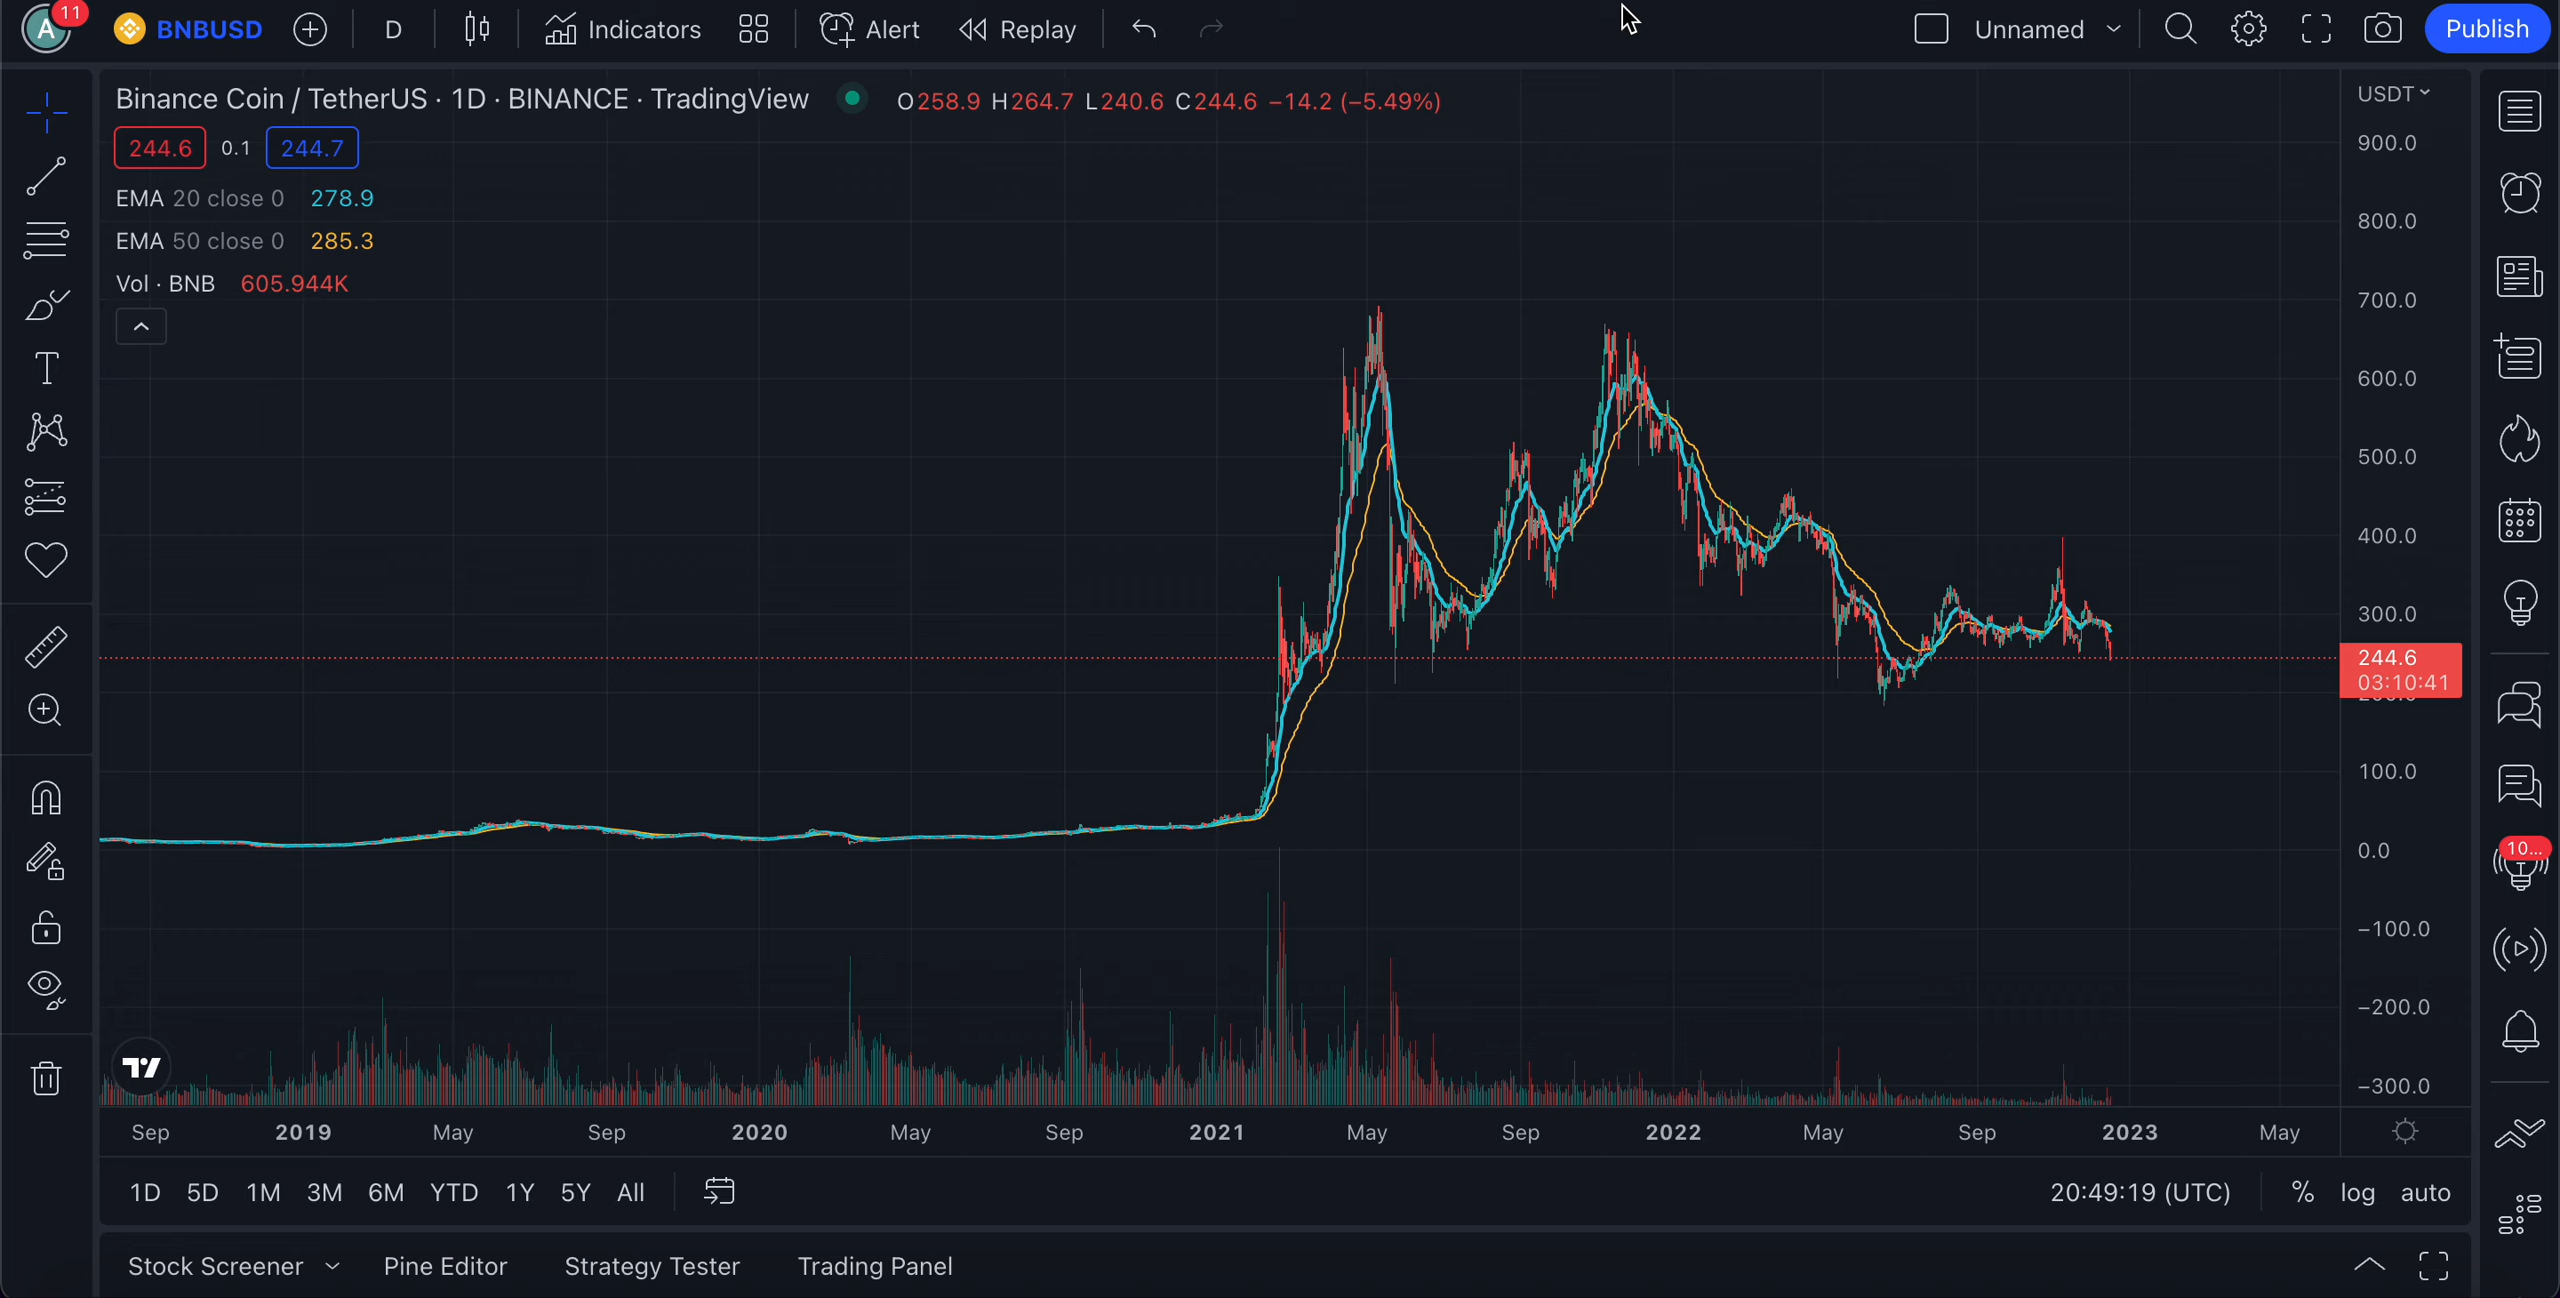 A 11 BNBUSD D Indicators Alert Replay Unnamed Publish
Binance Coin / TetherUS · 1D · BINANCE · TradingView O258.9 H264.7 L240.6 C244.6 −14.2 (−5.49%)
USDT
244.6 0.1 244.7
EMA 20 close 0 278.9
EMA 50 close 0 285.3
Vol · BNB 605.944K
900.0
800.0
700.0
600.0
500.0
400.0
300.0
244.6
03:10:41
100.0
0.0
−100.0
−200.0
−300.0
10...
Sep 2019 May Sep 2020 May Sep 2021 May Sep 2022 May Sep 2023 May
1D 5D 1M 3M 6M YTD 1Y 5Y All 20:49:19 (UTC) % log auto
Stock Screener Pine Editor Strategy Tester Trading Panel